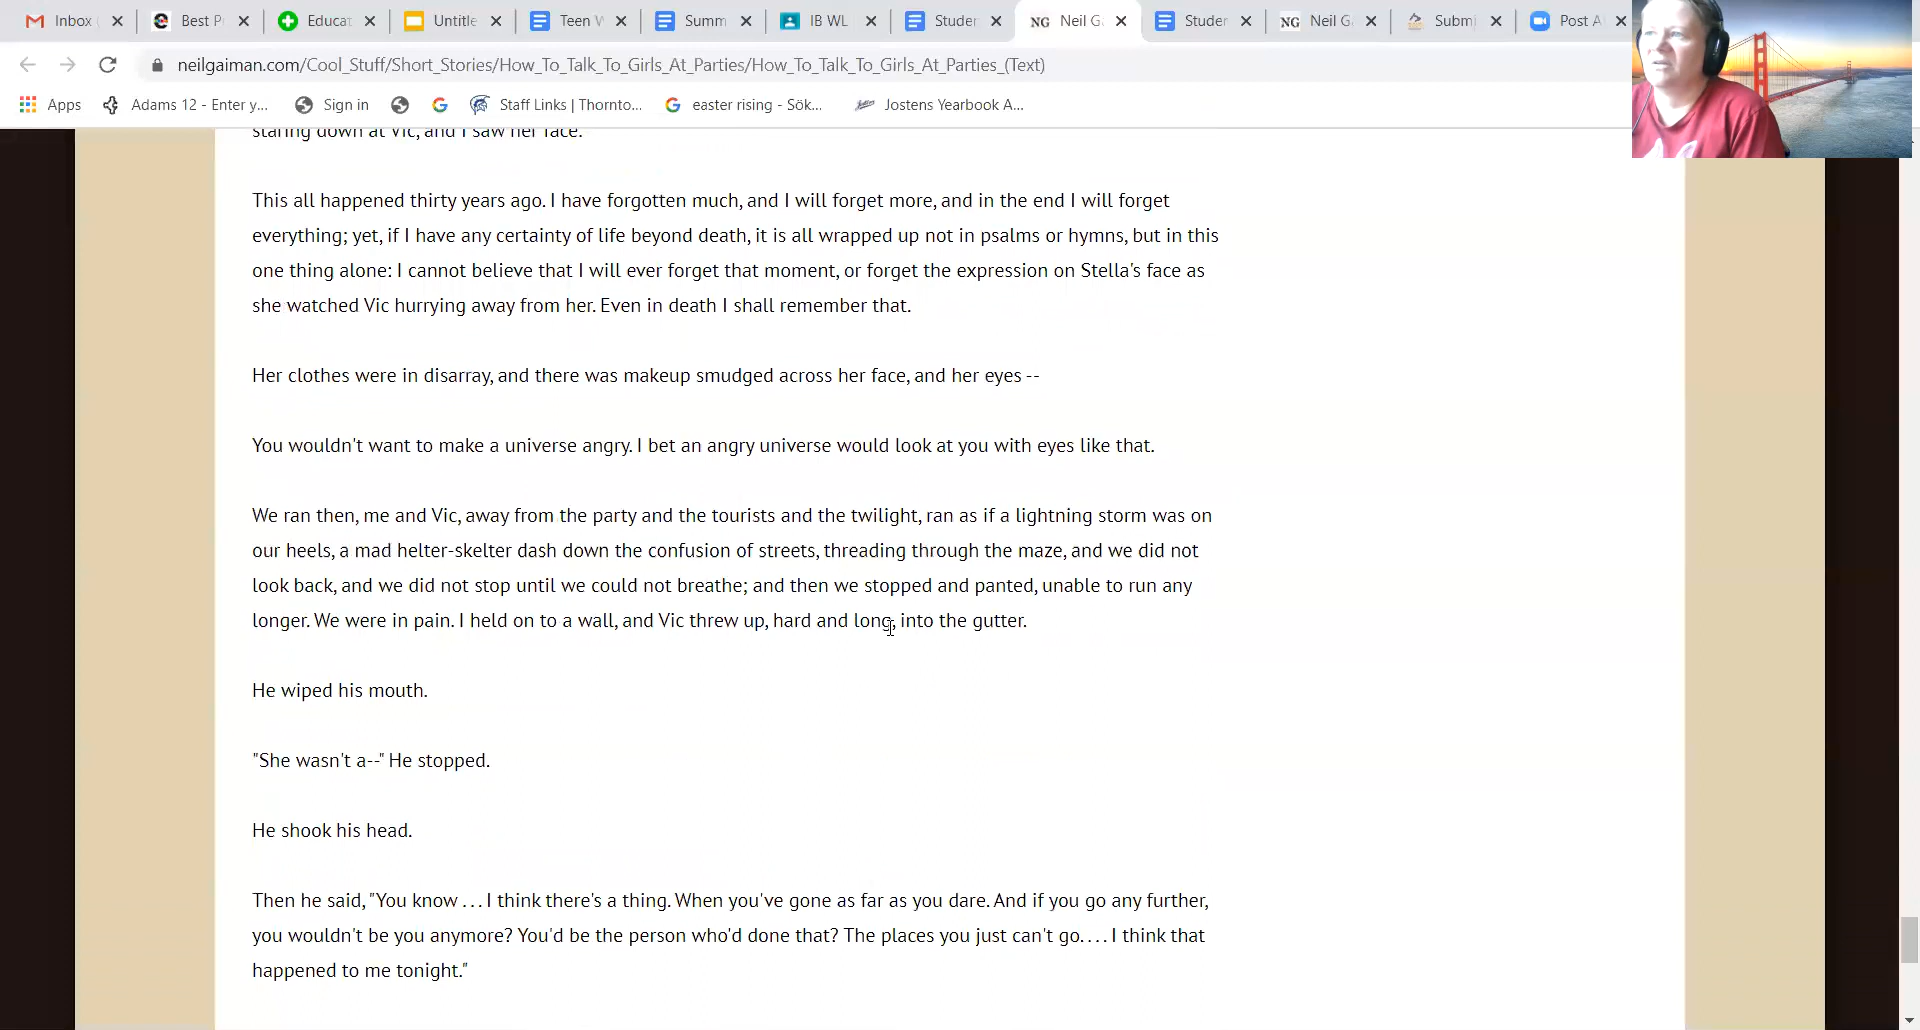 Inbox
Best P
Educat
Untitle
Teen W
Summ
IB WL
Studer
NG Neil G
Studer
NG Neil G
Submi
Post A
neilgaiman.com/Cool_Stuff/Short_Stories/How_To_Talk_To_Girls_At_Parties/How_To_Talk_To_Girls_At_Parties_(Text)
Apps
Adams 12 - Enter y...
Sign in
Staff Links | Thornto...
easter rising - Sök...
Jostens Yearbook A...
staring down at Vic, and I saw her face.
This all happened thirty years ago. I have forgotten much, and I will forget more, and in the end I will forget
everything; yet, if I have any certainty of life beyond death, it is all wrapped up not in psalms or hymns, but in this
one thing alone: I cannot believe that I will ever forget that moment, or forget the expression on Stella's face as
she watched Vic hurrying away from her. Even in death I shall remember that.
Her clothes were in disarray, and there was makeup smudged across her face, and her eyes --
You wouldn't want to make a universe angry. I bet an angry universe would look at you with eyes like that.
We ran then, me and Vic, away from the party and the tourists and the twilight, ran as if a lightning storm was on
our heels, a mad helter-skelter dash down the confusion of streets, threading through the maze, and we did not
look back, and we did not stop until we could not breathe; and then we stopped and panted, unable to run any
longer. We were in pain. I held on to a wall, and Vic threw up, hard and long, into the gutter.
He wiped his mouth.
"She wasn't a--" He stopped.
He shook his head.
Then he said, "You know . . . I think there's a thing. When you've gone as far as you dare. And if you go any further,
you wouldn't be you anymore? You'd be the person who'd done that? The places you just can't go. . . . I think that
happened to me tonight."